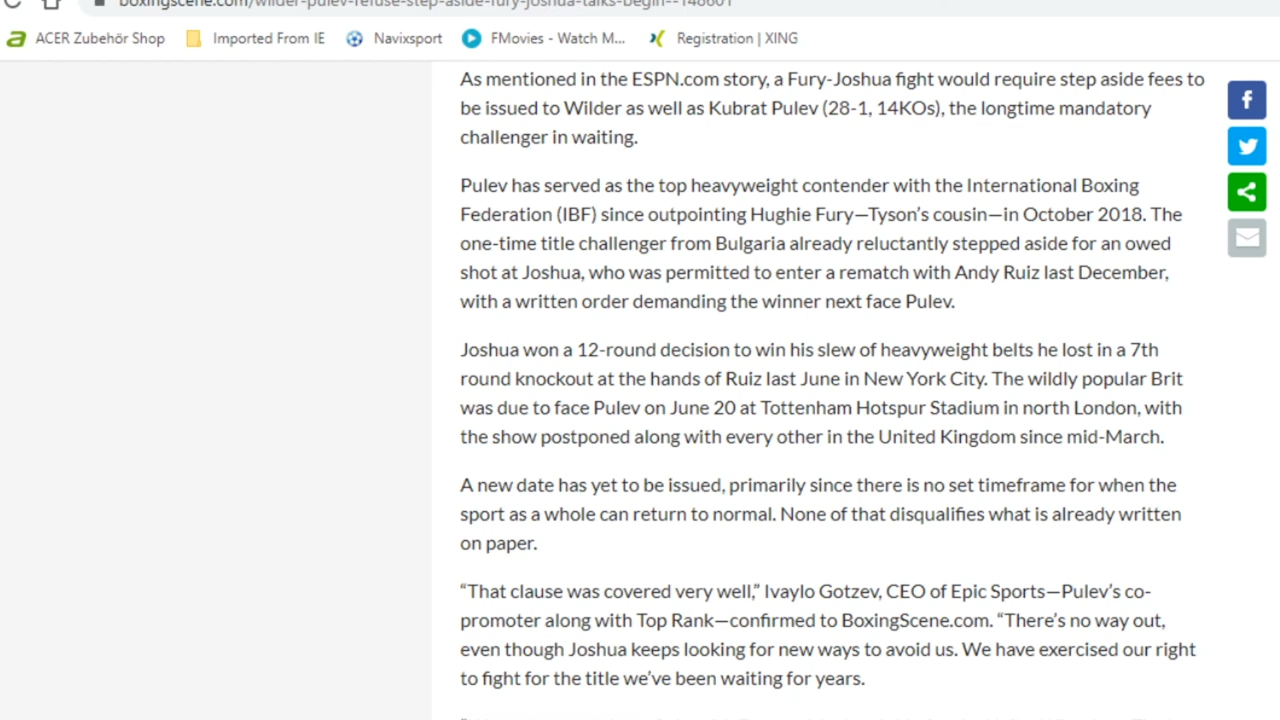 boxingscene.com/wilder-pulev-refuse-step-aside-fury-joshua-talks-begin--148601
ACER Zubehör Shop Imported From IE Navixsport FMovies - Watch M... Registration | XING
As mentioned in the ESPN.com story, a Fury-Joshua fight would require step aside fees to
be issued to Wilder as well as Kubrat Pulev (28-1, 14KOs), the longtime mandatory
challenger in waiting.
Pulev has served as the top heavyweight contender with the International Boxing
Federation (IBF) since outpointing Hughie Fury—Tyson’s cousin—in October 2018. The
one-time title challenger from Bulgaria already reluctantly stepped aside for an owed
shot at Joshua, who was permitted to enter a rematch with Andy Ruiz last December,
with a written order demanding the winner next face Pulev.
Joshua won a 12-round decision to win his slew of heavyweight belts he lost in a 7th
round knockout at the hands of Ruiz last June in New York City. The wildly popular Brit
was due to face Pulev on June 20 at Tottenham Hotspur Stadium in north London, with
the show postponed along with every other in the United Kingdom since mid-March.
A new date has yet to be issued, primarily since there is no set timeframe for when the
sport as a whole can return to normal. None of that disqualifies what is already written
on paper.
“That clause was covered very well,” Ivaylo Gotzev, CEO of Epic Sports—Pulev’s co-
promoter along with Top Rank—confirmed to BoxingScene.com. “There’s no way out,
even though Joshua keeps looking for new ways to avoid us. We have exercised our right
to fight for the title we’ve been waiting for years.